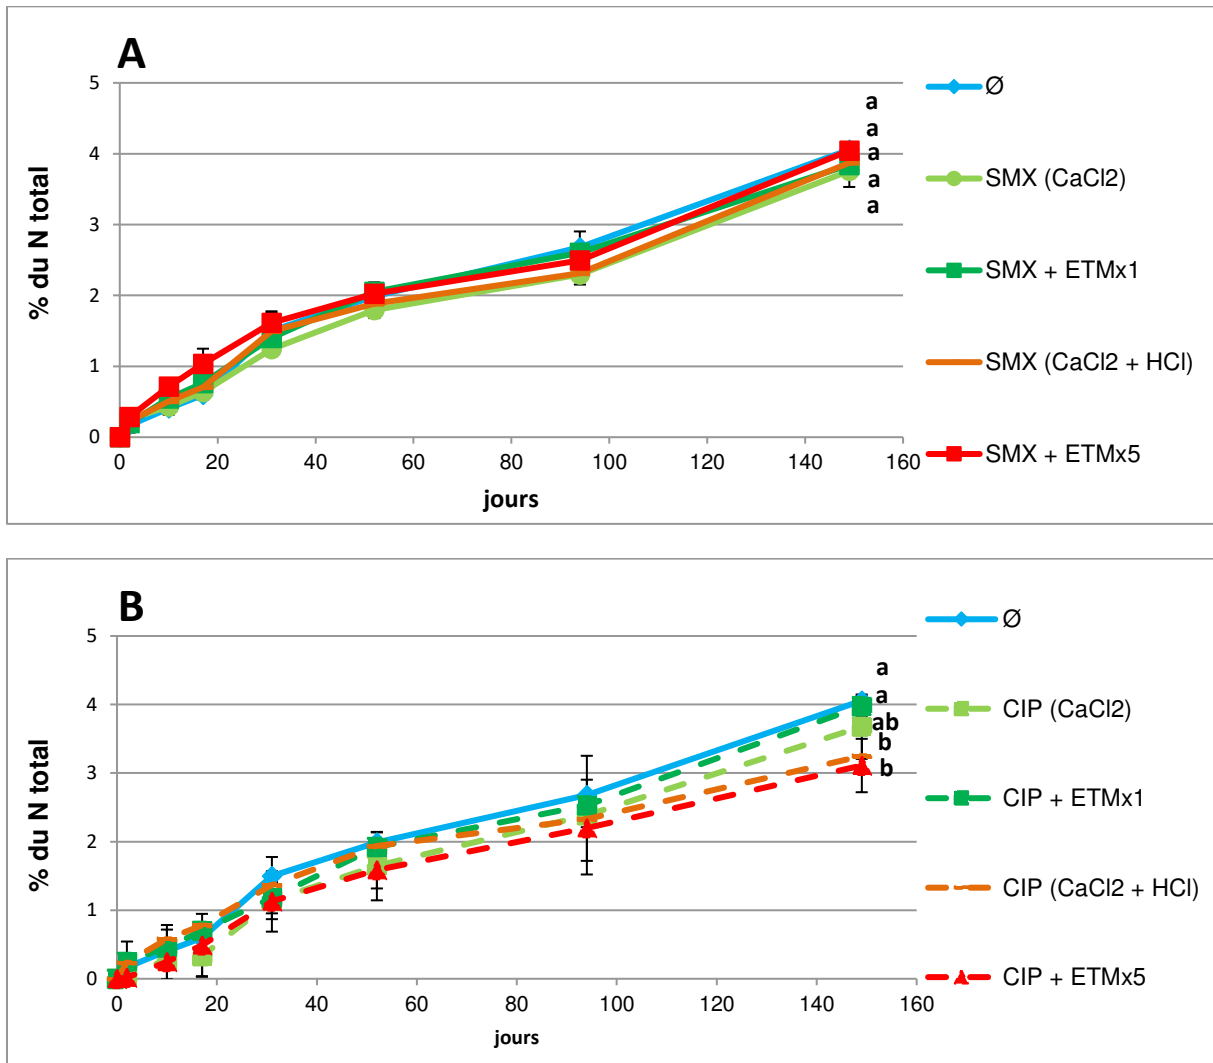 A
5
4
3
2
1
0
% du N total
0 20 40 60 80 100 120 140 160
jours
a
a
a
a
a
Ø
SMX (CaCl2)
SMX + ETMx1
SMX (CaCl2 + HCl)
SMX + ETMx5
B
5
4
3
2
1
0
% du N total
0 20 40 60 80 100 120 140 160
jours
a
a
ab
b
b
Ø
CIP (CaCl2)
CIP + ETMx1
CIP (CaCl2 + HCl)
CIP + ETMx5